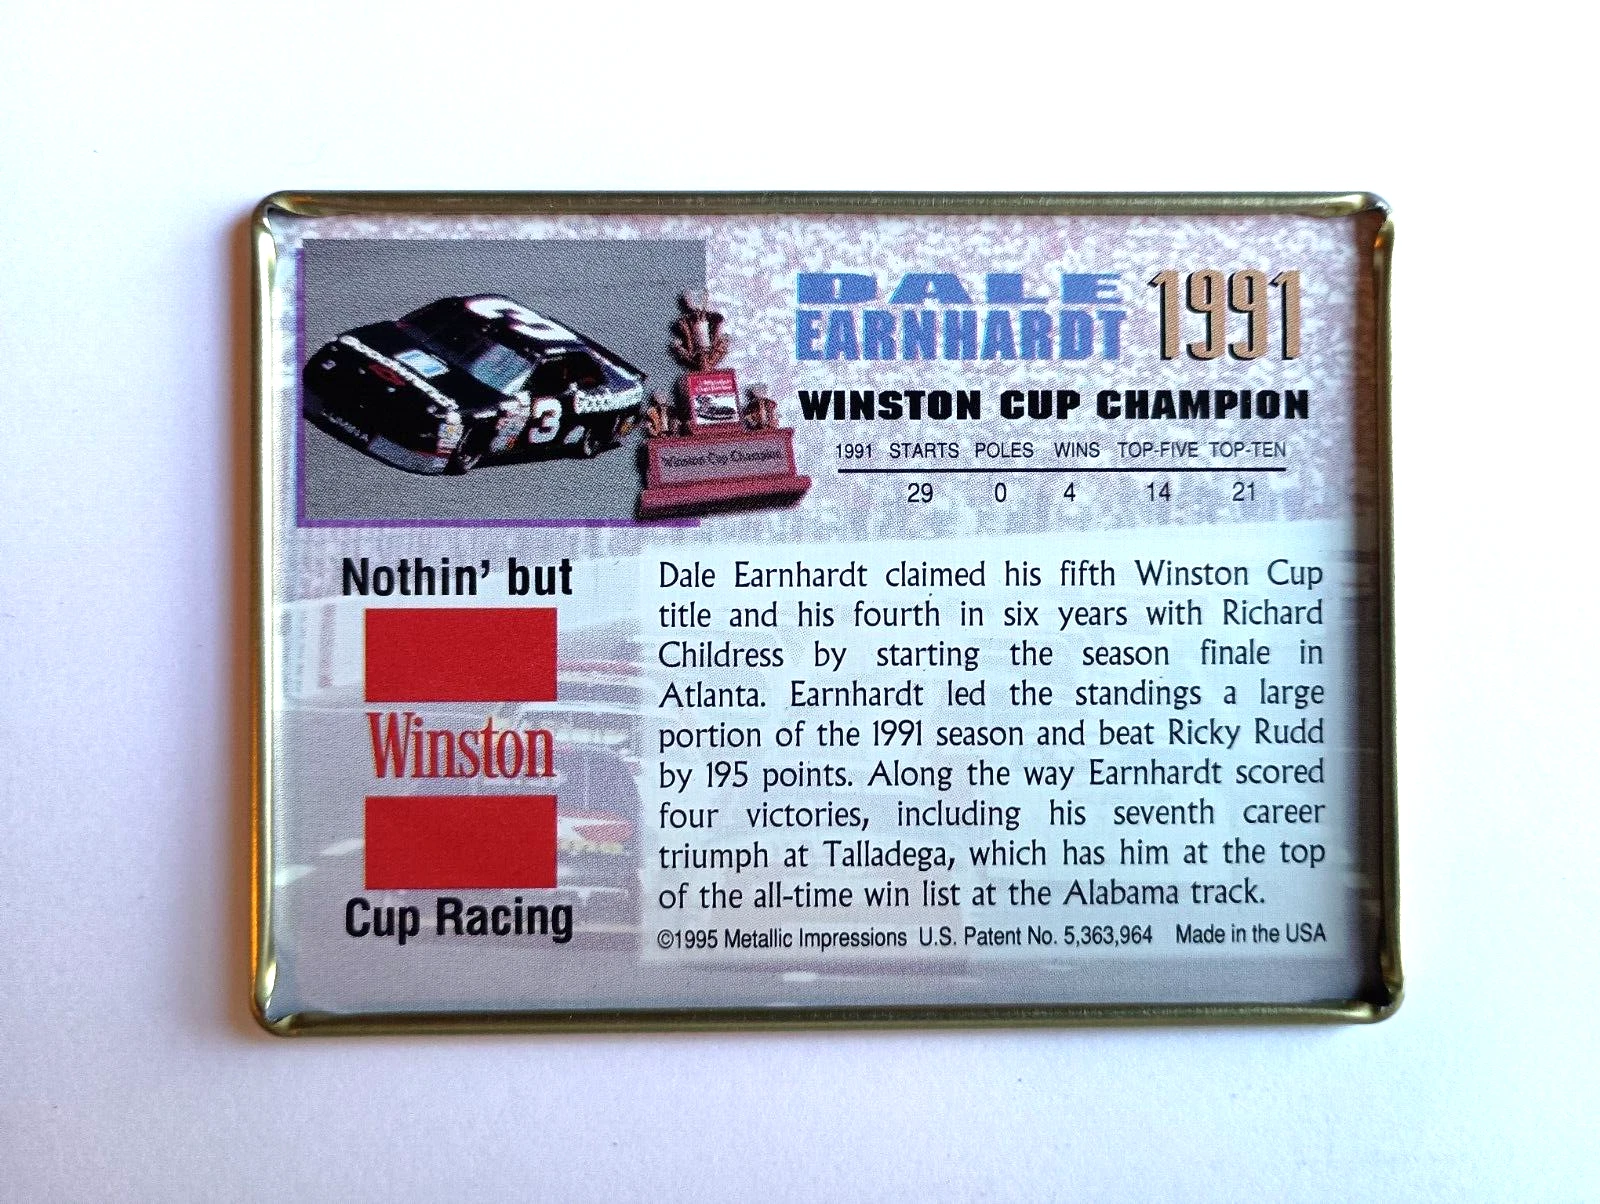 DALE
EARNHARDT 1991
WINSTON CUP CHAMPION
1991 STARTS POLES WINS TOP-FIVE TOP-TEN
29 0 4 14 21
3
3
Winston Cup Champion
Nothin' but
Winston
Cup Racing
Dale Earnhardt claimed his fifth Winston Cup
title and his fourth in six years with Richard
Childress by starting the season finale in
Atlanta. Earnhardt led the standings a large
portion of the 1991 season and beat Ricky Rudd
by 195 points. Along the way Earnhardt scored
four victories, including his seventh career
triumph at Talladega, which has him at the top
of the all-time win list at the Alabama track.
©1995 Metallic Impressions U.S. Patent No. 5,363,964 Made in the USA